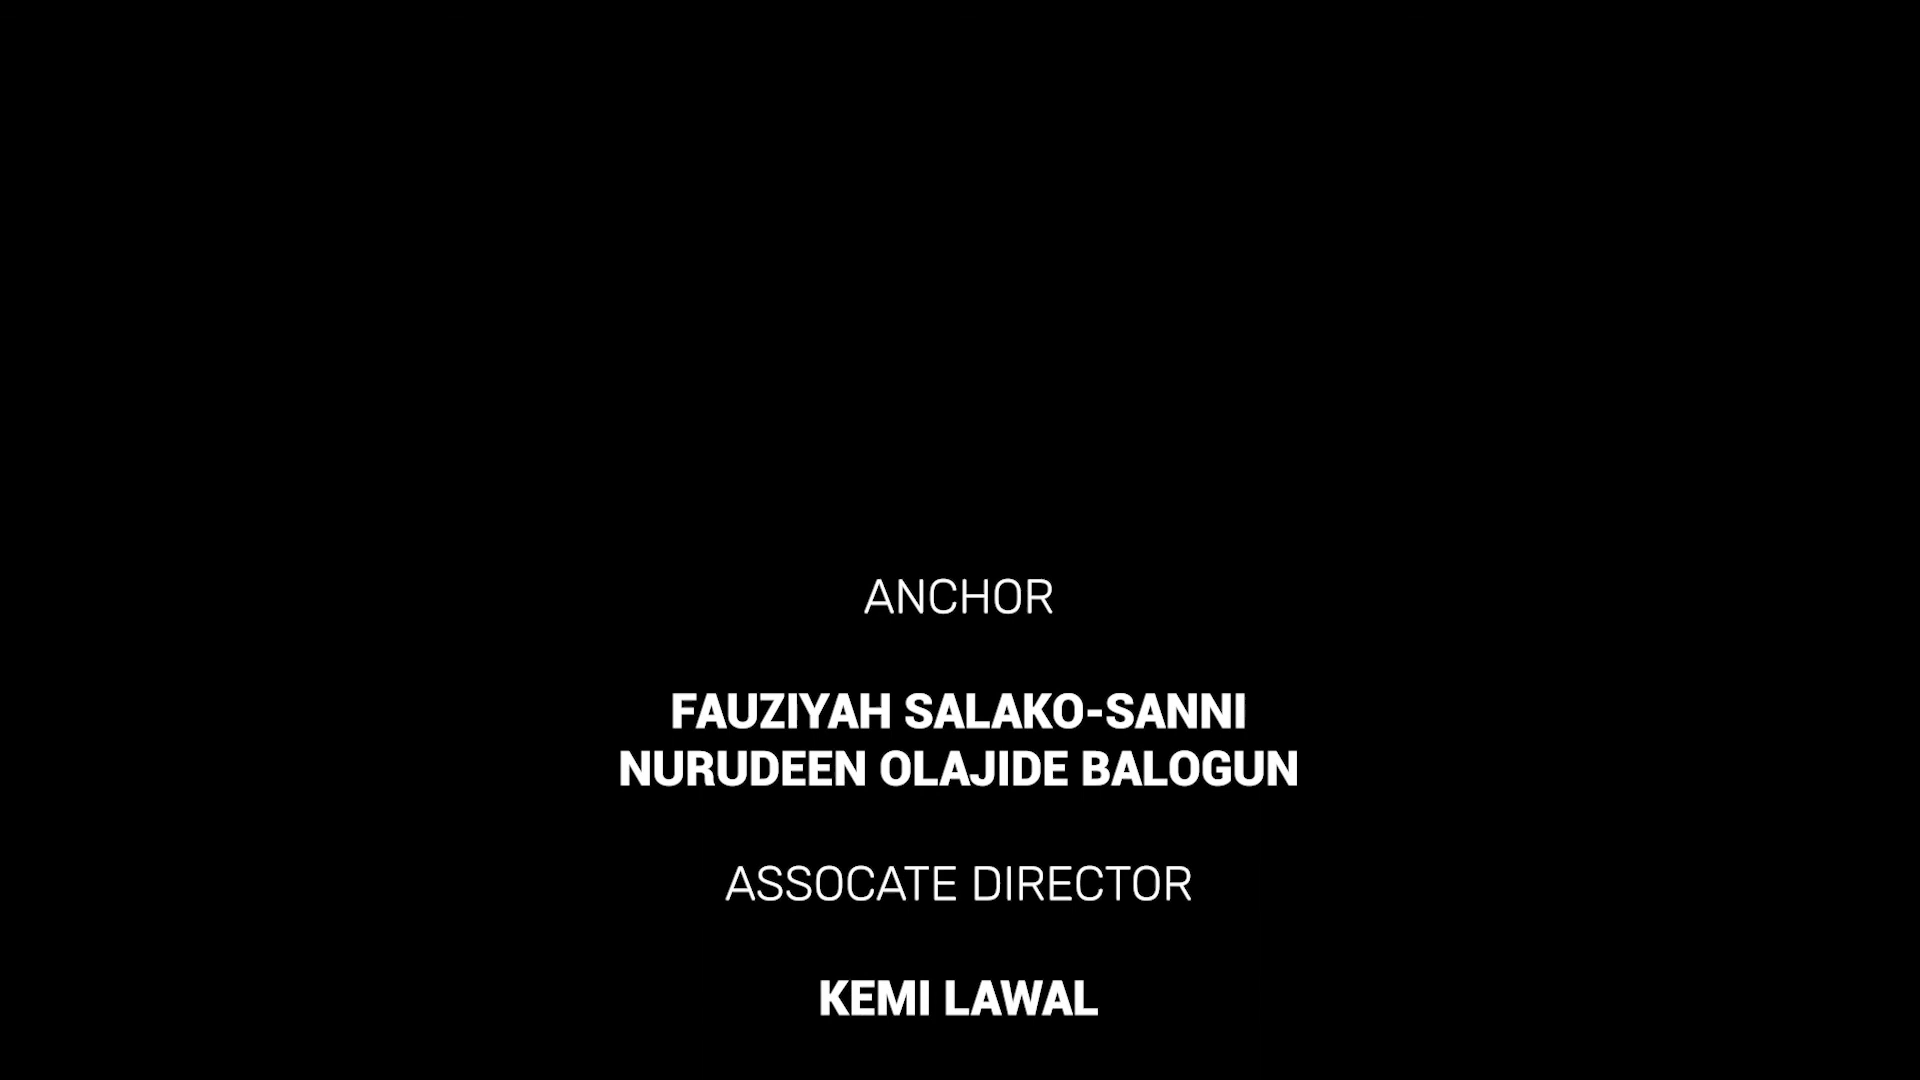 ANCHOR
FAUZIYAH SALAKO-SANNI
NURUDEEN OLAJIDE BALOGUN
ASSOCATE DIRECTOR
KEMI LAWAL